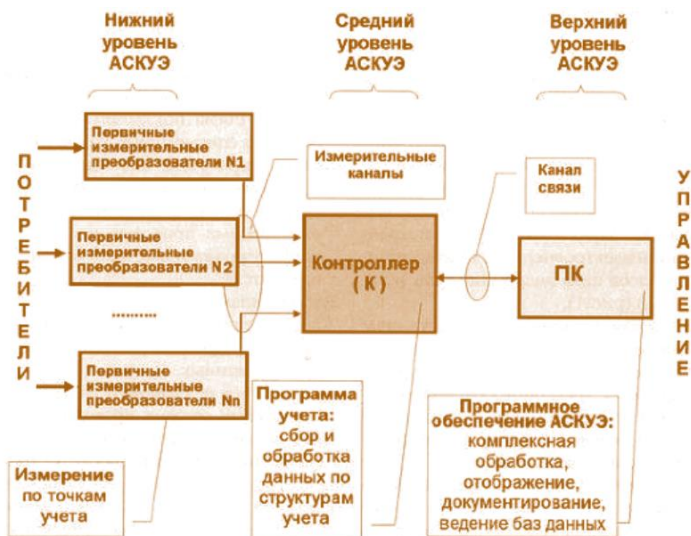 Нижний
уровень
АСКУЭ
Средний
уровень
АСКУЭ
Верхний
уровень
АСКУЭ
ПОТРЕБИТЕЛИ
Первичные
измерительные
преобразователи N1
Измерительные
каналы
Канал
связи
УПРАВЛЕНИЕ
Первичные
измерительные
преобразователи N2
Контроллер
( К )
ПК
..........
Первичные
измерительные
преобразователи Nn
Программа
учета:
сбор и
обработка
данных по
структурам
учета
Программное
обеспечение АСКУЭ:
комплексная
обработка,
отображение,
документирование,
ведение баз данных
Измерение
по точкам
учета